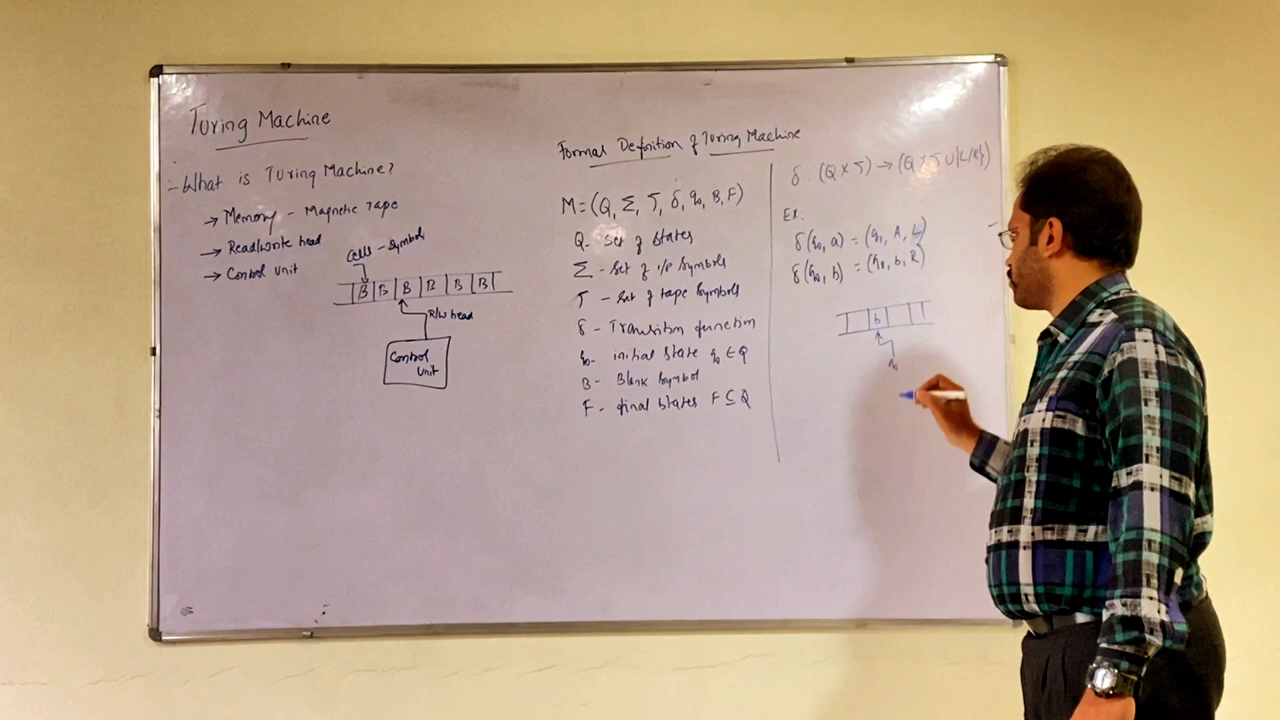 Turing Machine
- What is Turing Machine?
→ Memory - Magnetic tape
→ Read/write head
→ Control unit
Cells - Symbols
B B B B B B
R/W head
Control
Unit
Formal Definition of Turing Machine
M = (Q, Σ, Γ, δ, q₀, B, F)
Q - Set of States
Σ - Set of i/p symbols
Γ - Set of tape symbols
δ - Transition function
q₀ - initial state q₀ ∈ Q
B - Blank Symbol
F - final states F ⊆ Q
δ : (Q × Γ) → (Q × Γ ∪ {L/R})
Ex:
δ(q₀, a) = (q₁, A, L)
δ(q₀, b) = (q₀, b, R)
b
q₀